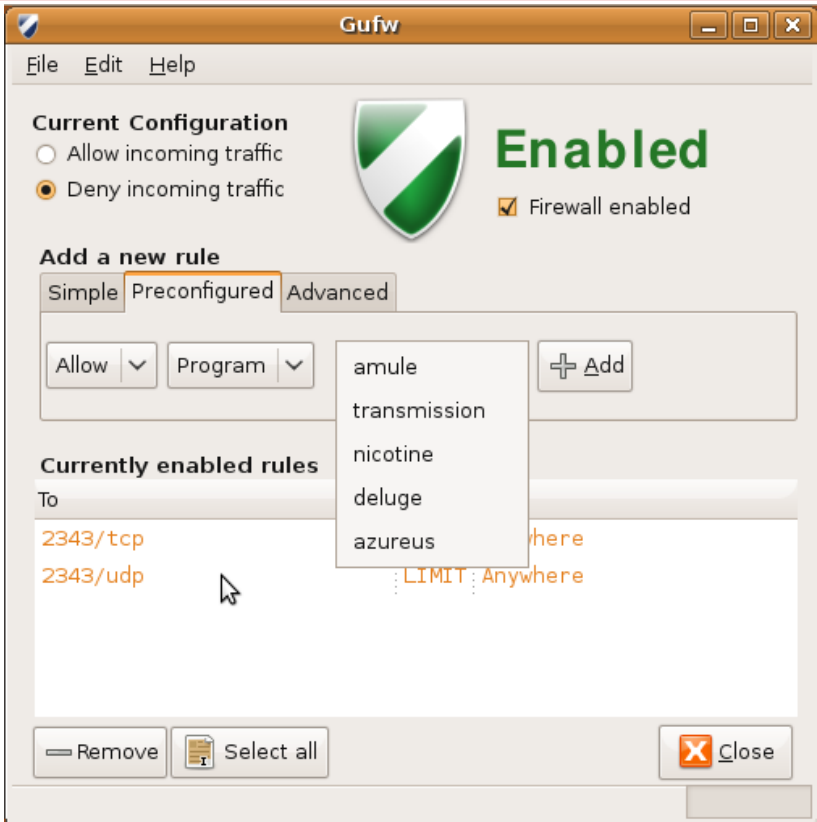 Gufw
File Edit Help
Current Configuration
Allow incoming traffic
Deny incoming traffic
Enabled
Firewall enabled
Add a new rule
Simple Preconfigured Advanced
Allow Program Add
amule
transmission
nicotine
deluge
azureus
Currently enabled rules
To
2343/tcp
2343/udp LIMIT Anywhere
Remove Select all Close